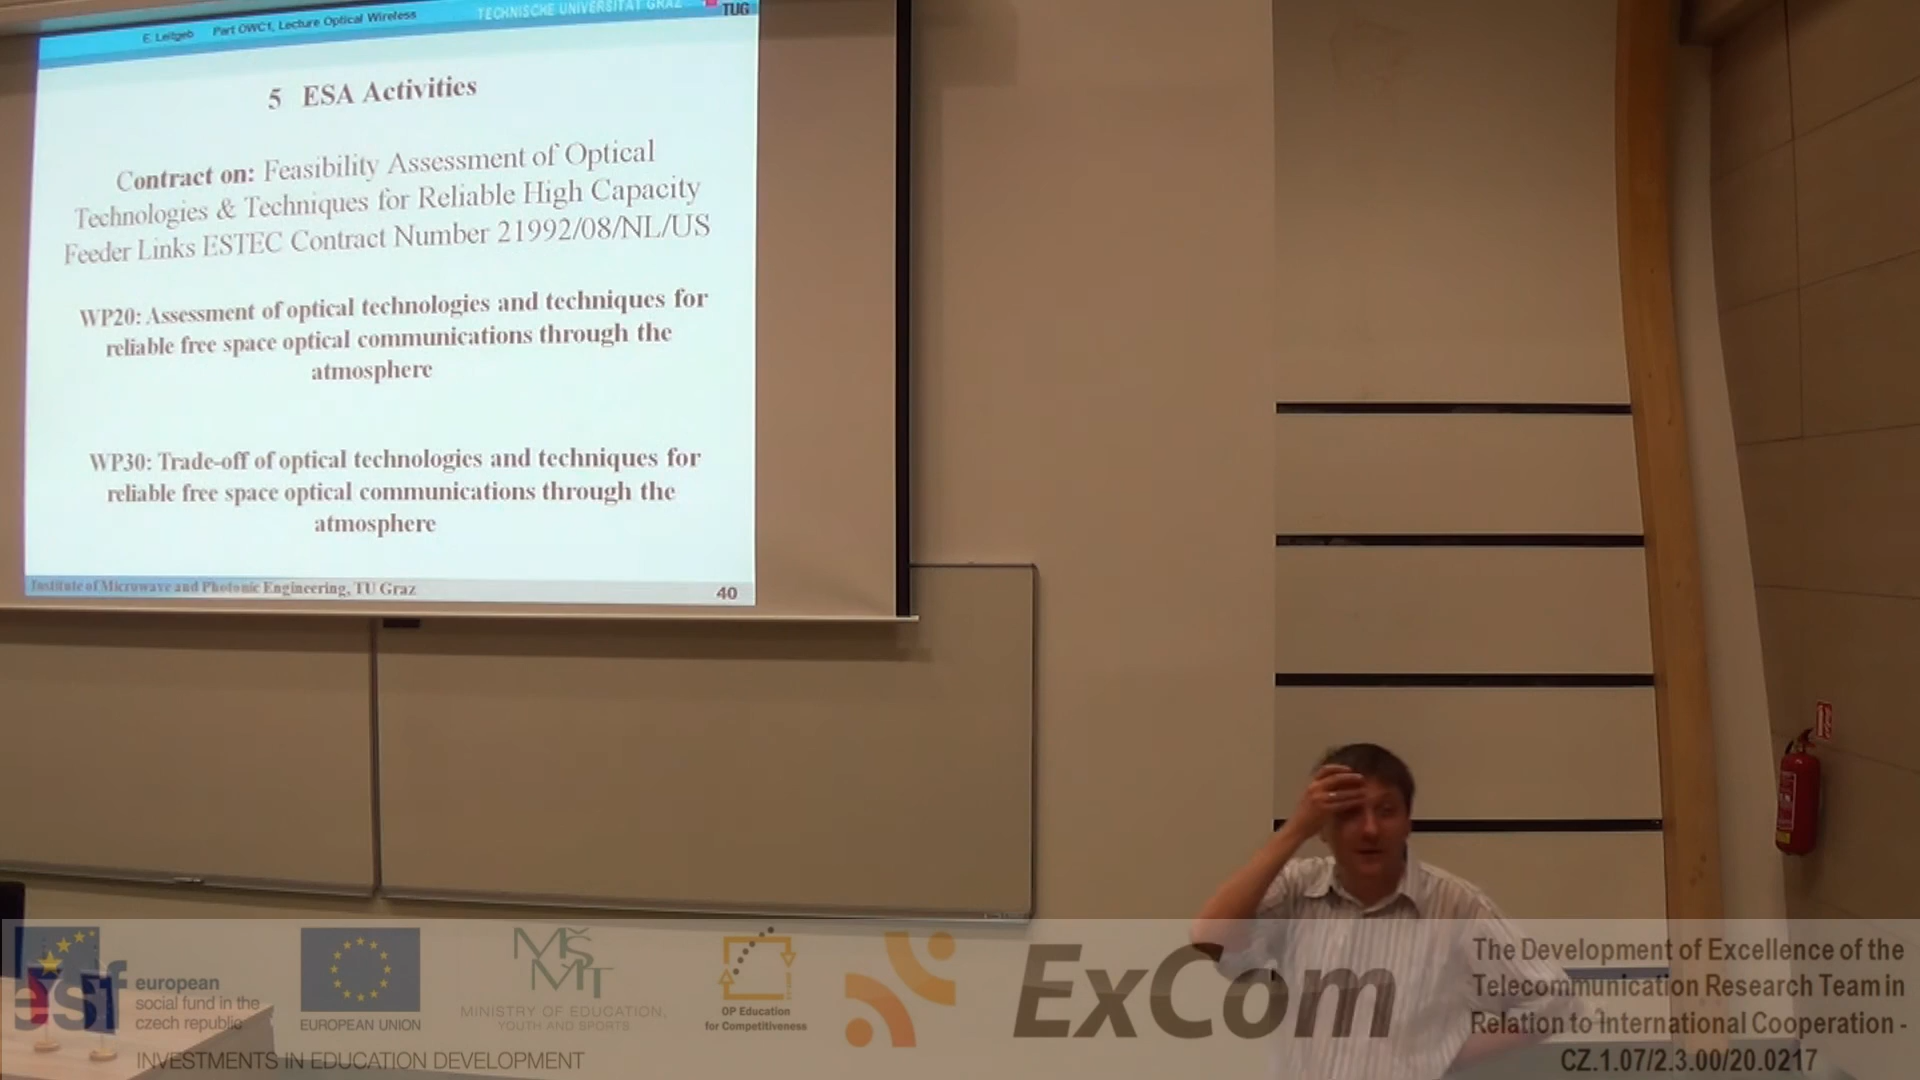 E. Leitgeb Part OWC1, Lecture Optical Wireless TECHNISCHE UNIVERSITÄT GRAZ TUG
5 ESA Activities
Contract on: Feasibility Assessment of Optical
Technologies & Techniques for Reliable High Capacity
Feeder Links ESTEC Contract Number 21992/08/NL/US
WP20: Assessment of optical technologies and techniques for
reliable free space optical communications through the
atmosphere
WP30: Trade-off of optical technologies and techniques for
reliable free space optical communications through the
atmosphere
Institute of Microwave and Photonic Engineering, TU Graz 40
esf european
social fund in the
czech republic
EUROPEAN UNION
MŠMT
MINISTRY OF EDUCATION,
YOUTH AND SPORTS
OP Education
for Competitiveness
INVESTMENTS IN EDUCATION DEVELOPMENT
ExCom
The Development of Excellence of the
Telecommunication Research Team in
Relation to International Cooperation -
CZ.1.07/2.3.00/20.0217